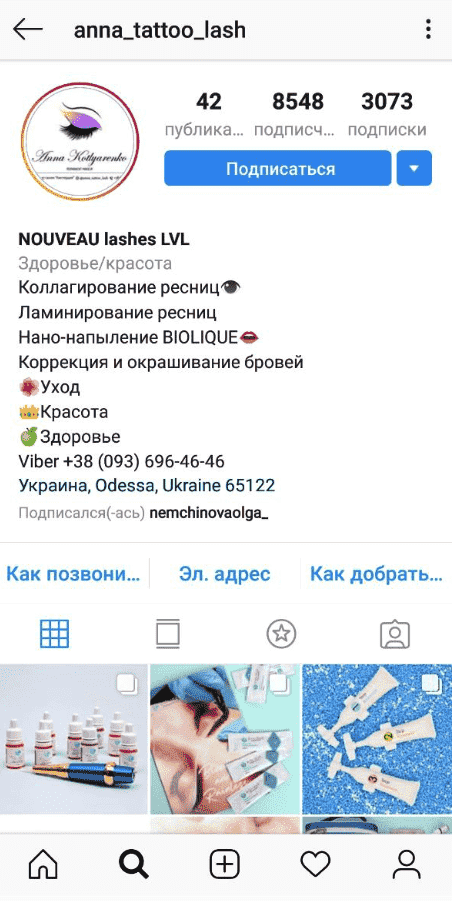 anna_tattoo_lash
42 8548 3073
публика... подписч... подписки
Anna Kotlyarenko
Подписаться
NOUVEAU lashes LVL
Здоровье/красота
Коллагирование ресниц👁
Ламинирование ресниц
Нано-напыление BIOLIQUE👄
Коррекция и окрашивание бровей
🌺Уход
👑Красота
🍏Здоровье
Viber +38 (093) 696-46-46
Украина, Odessa, Ukraine 65122
Подписался(-ась) nemchinovaolga_
Как позвони... Эл. адрес Как добрать...